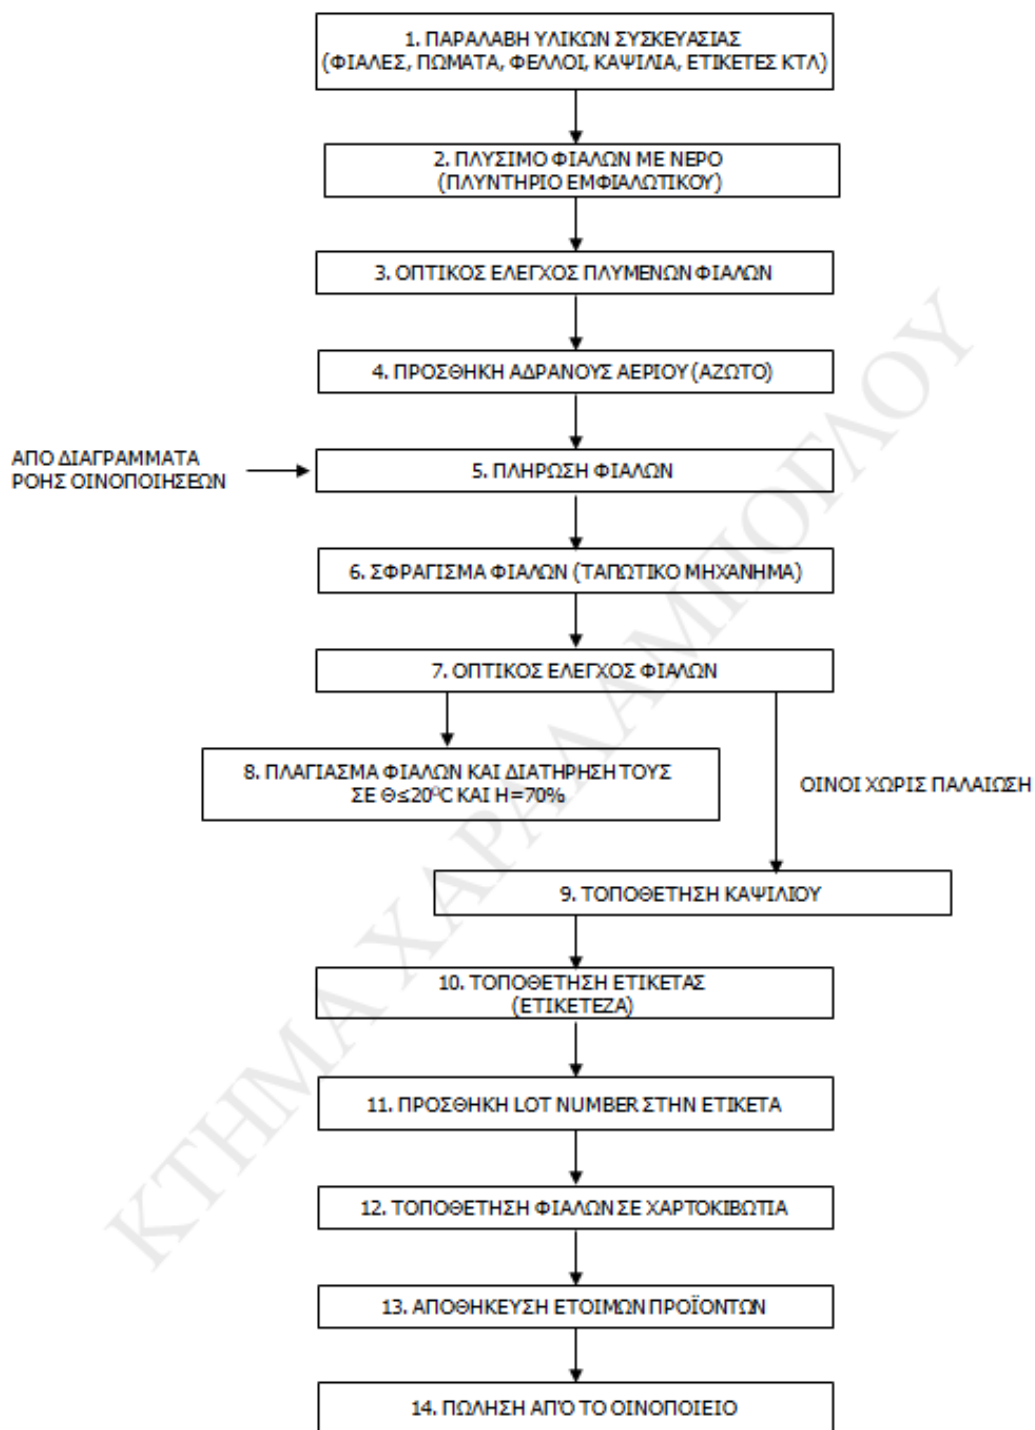 1. ΠΑΡΑΛΑΒΗ ΥΛΙΚΩΝ ΣΥΣΚΕΥΑΣΙΑΣ
(ΦΙΑΛΕΣ, ΠΩΜΑΤΑ, ΦΕΛΛΟΙ, ΚΑΨΙΛΙΑ, ΕΤΙΚΕΤΕΣ ΚΤΛ)
2. ΠΛΥΣΙΜΟ ΦΙΑΛΩΝ ΜΕ ΝΕΡΟ
(ΠΛΥΝΤΗΡΙΟ ΕΜΦΙΑΛΩΤΙΚΟΥ)
3. ΟΠΤΙΚΟΣ ΕΛΕΓΧΟΣ ΠΛΥΜΕΝΩΝ ΦΙΑΛΩΝ
4. ΠΡΟΣΘΗΚΗ ΑΔΡΑΝΟΥΣ ΑΕΡΙΟΥ (ΑΖΩΤΟ)
ΑΠΟ ΔΙΑΓΡΑΜΜΑΤΑ
ΡΟΗΣ ΟΙΝΟΠΟΙΗΣΕΩΝ
5. ΠΛΗΡΩΣΗ ΦΙΑΛΩΝ
6. ΣΦΡΑΓΙΣΜΑ ΦΙΑΛΩΝ (ΤΑΠΩΤΙΚΟ ΜΗΧΑΝΗΜΑ)
7. ΟΠΤΙΚΟΣ ΕΛΕΓΧΟΣ ΦΙΑΛΩΝ
8. ΠΛΑΓΙΑΣΜΑ ΦΙΑΛΩΝ ΚΑΙ ΔΙΑΤΗΡΗΣΗ ΤΟΥΣ
ΣΕ Θ≤20⁰C ΚΑΙ Η=70%
ΟΙΝΟΙ ΧΩΡΙΣ ΠΑΛΑΙΩΣΗ
9. ΤΟΠΟΘΕΤΗΣΗ ΚΑΨΙΛΙΟΥ
10. ΤΟΠΟΘΕΤΗΣΗ ΕΤΙΚΕΤΑΣ
(ΕΤΙΚΕΤΕΖΑ)
11. ΠΡΟΣΘΗΚΗ LOT NUMBER ΣΤΗΝ ΕΤΙΚΕΤΑ
12. ΤΟΠΟΘΕΤΗΣΗ ΦΙΑΛΩΝ ΣΕ ΧΑΡΤΟΚΙΒΩΤΙΑ
13. ΑΠΟΘΗΚΕΥΣΗ ΕΤΟΙΜΩΝ ΠΡΟΪΟΝΤΩΝ
14. ΠΩΛΗΣΗ ΑΠΌ ΤΟ ΟΙΝΟΠΟΙΕΙΟ
ΚΤΗΜΑ ΧΑΡΑΛΑΜΠΟΓΛΟΥ